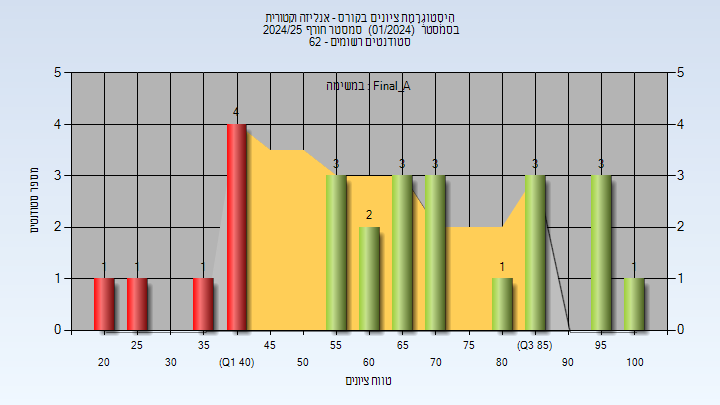 היסטוגרמת ציונים בקורס - אנליזה וקטורית
בסמסטר (01/2024) סמסטר חורף 2024/25
סטודנטים רשומים - 62
במשימה : Final_A
5 5
4 4
3 3
2 2
1 1
0 0
1 1 1 4 3 2 3 3 1 3 3 1
מספר סטודנטים
25 35 45 55 65 75 (Q3 85) 95
20 30 (Q1 40) 50 60 70 80 90 100
טווח ציונים